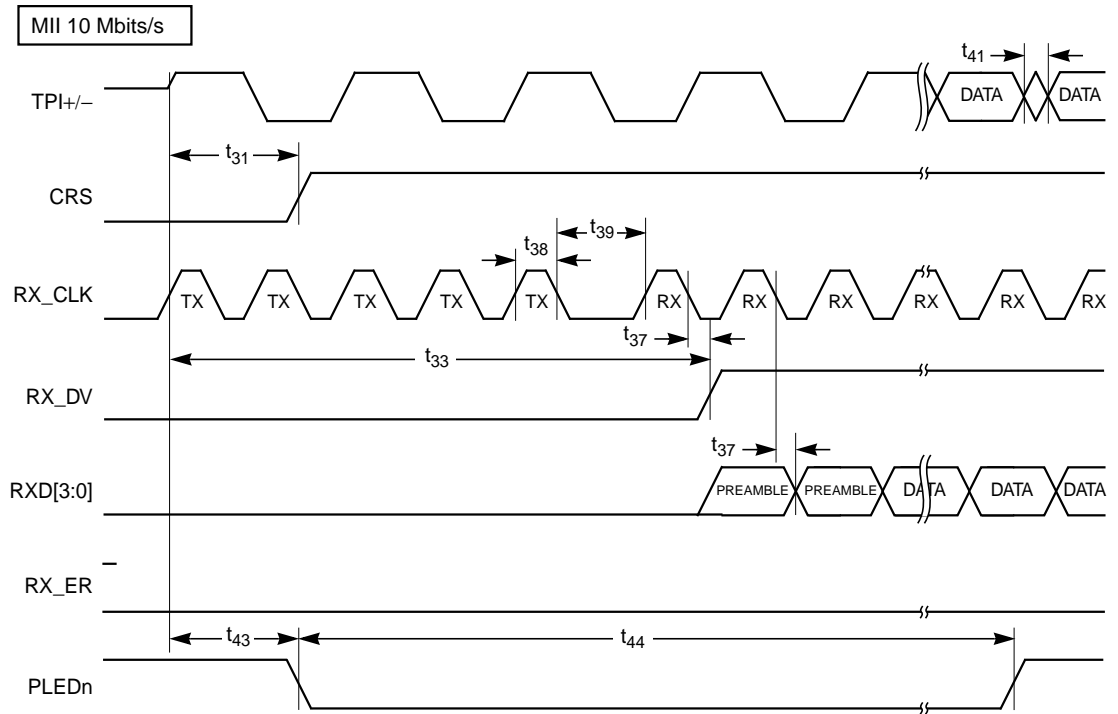 MII 10 Mbits/s
t41
TPI+/–
DATA DATA
t31
CRS
t38 t39
RX_CLK
TX TX TX TX TX RX RX RX RX RX RX
t37
t33
RX_DV
t37
RXD[3:0]
PREAMBLE PREAMBLE DATA DATA DATA
RX_ER
t43 t44
PLEDn